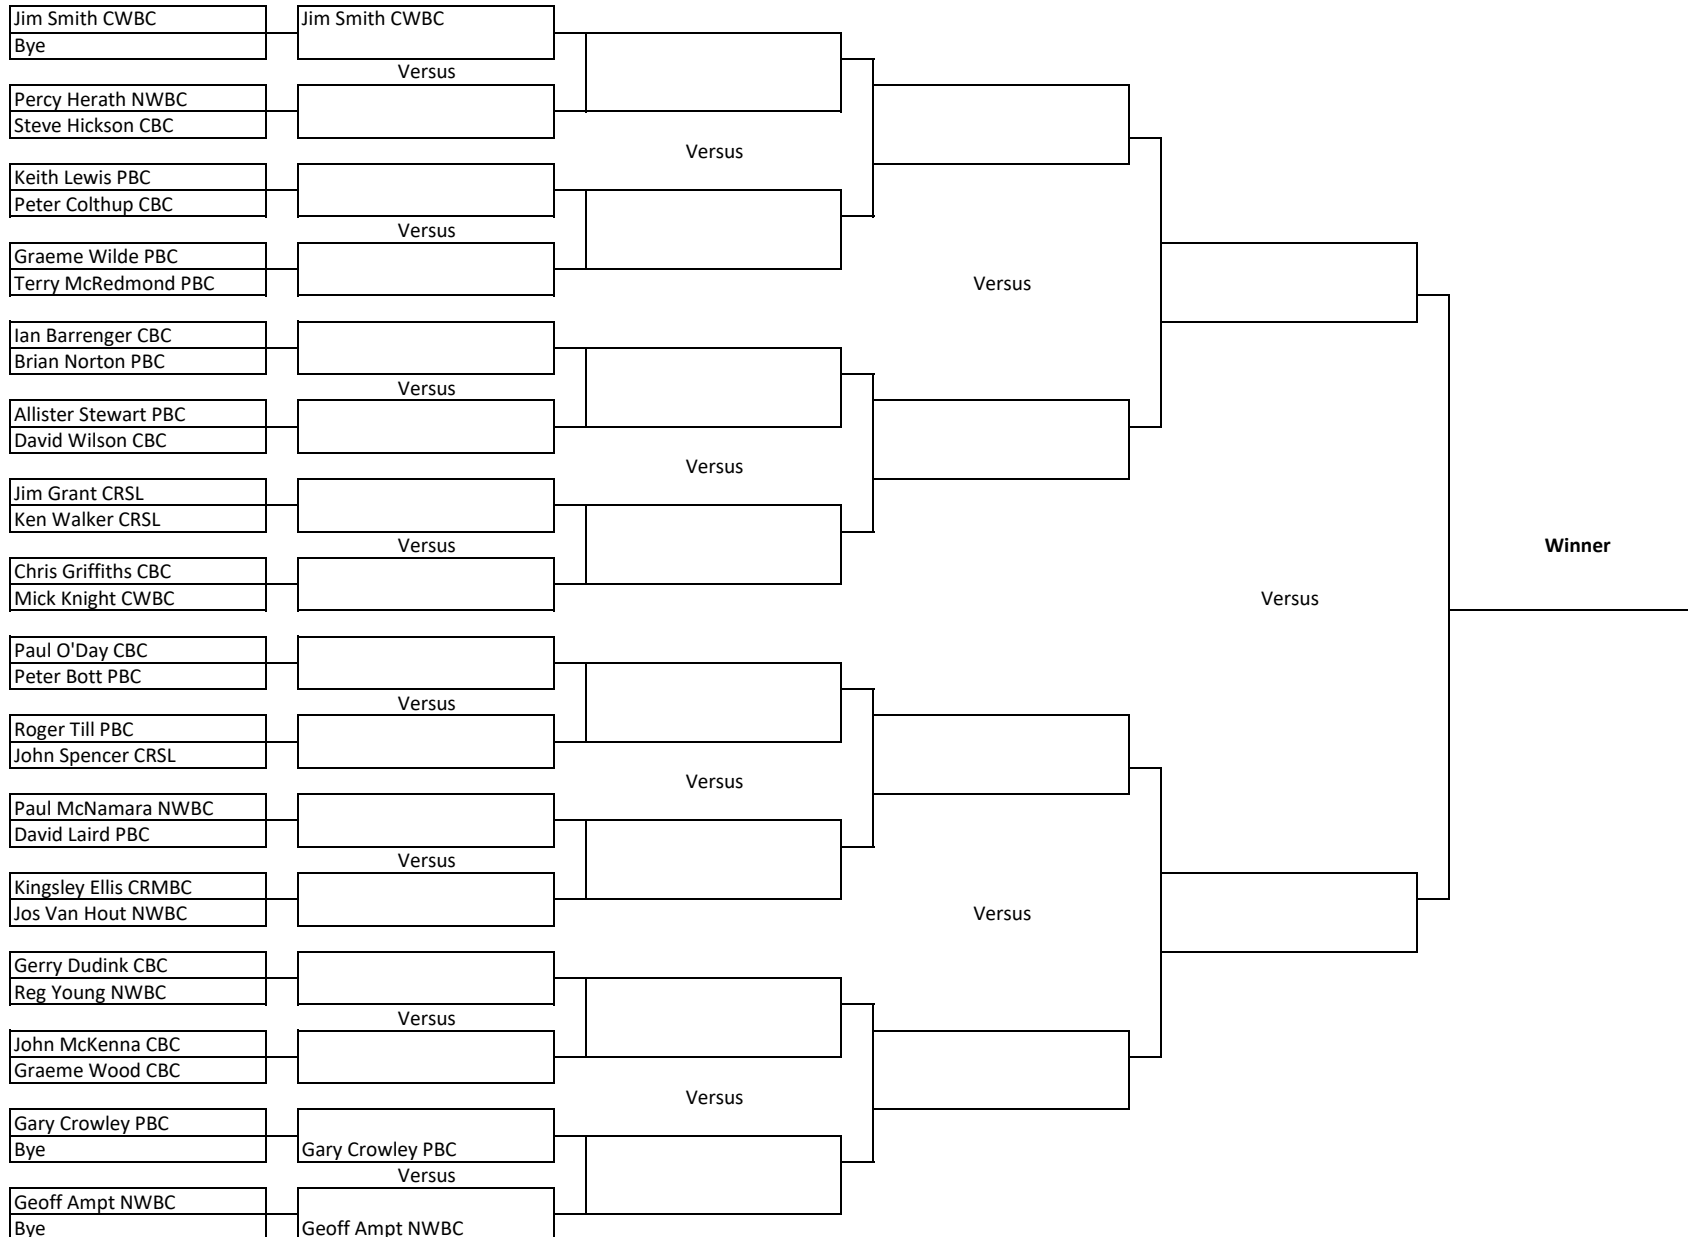 Jim Smith CWBC
Jim Smith CWBC
Bye
Versus
Percy Herath NWBC
Steve Hickson CBC
Versus
Keith Lewis PBC
Peter Colthup CBC
Versus
Graeme Wilde PBC
Terry McRedmond PBC
Versus
Ian Barrenger CBC
Brian Norton PBC
Versus
Allister Stewart PBC
David Wilson CBC
Versus
Jim Grant CRSL
Ken Walker CRSL
Versus
Winner
Chris Griffiths CBC
Mick Knight CWBC
Versus
Paul O'Day CBC
Peter Bott PBC
Versus
Roger Till PBC
John Spencer CRSL
Versus
Paul McNamara NWBC
David Laird PBC
Versus
Kingsley Ellis CRMBC
Jos Van Hout NWBC
Versus
Gerry Dudink CBC
Reg Young NWBC
Versus
John McKenna CBC
Graeme Wood CBC
Versus
Gary Crowley PBC
Bye
Gary Crowley PBC
Versus
Geoff Ampt NWBC
Bye
Geoff Ampt NWBC